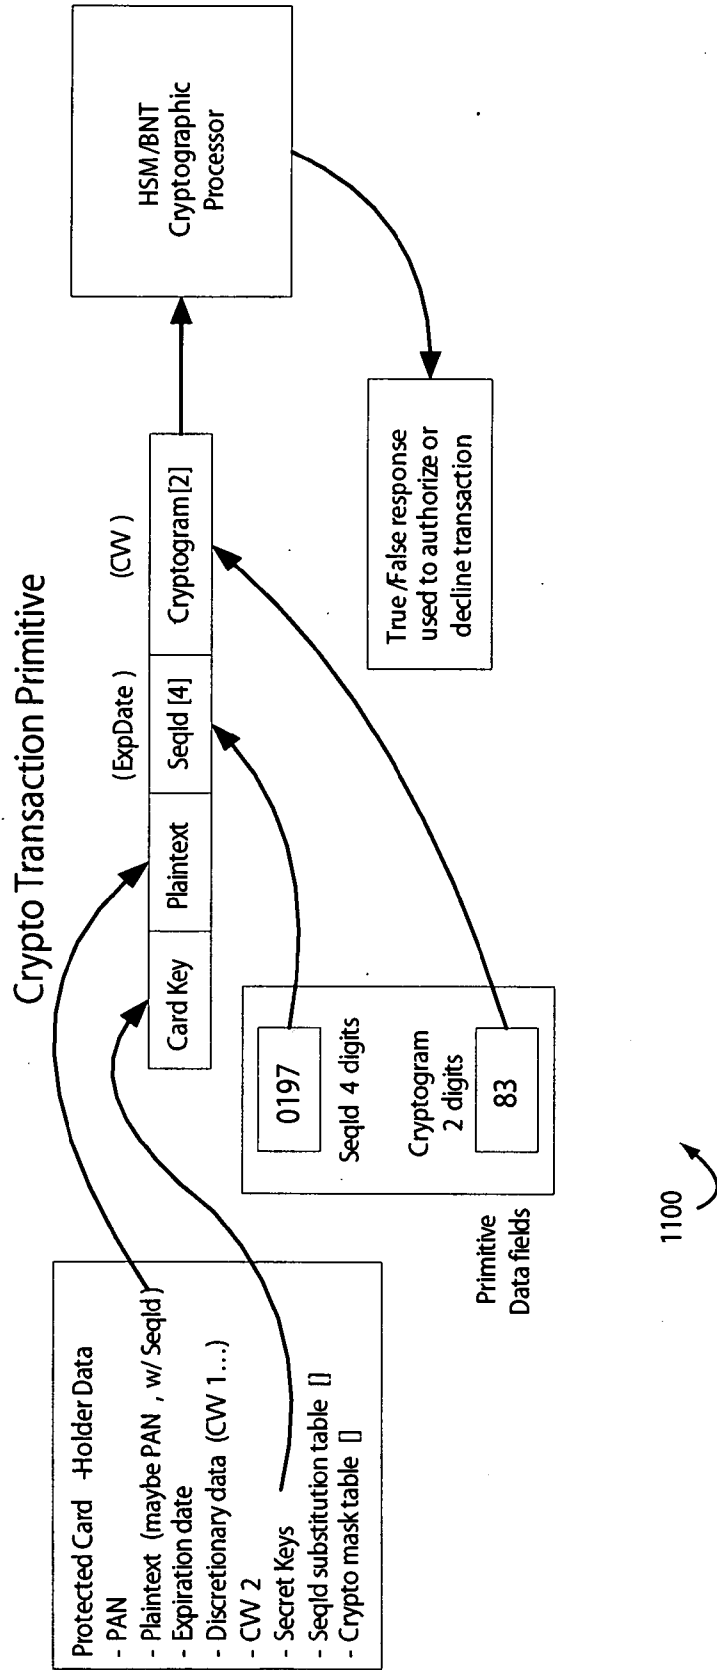 Crypto Transaction Primitive
Protected Card -Holder Data
- PAN
- Plaintext (maybe PAN , w/ SeqId)
- Expiration date
- Discretionary data (CVV 1...)
- CVV 2
- Secret Keys
- SeqId substitution table []
- Crypto mask table []
(ExpDate )
(CVV )
Card Key
Plaintext
SeqId [4]
Cryptogram[2]
HSM/BNT
Cryptographic
Processor
0197
SeqId 4 digits
Cryptogram
2 digits
83
Primitive
Data fields
True /False response
used to authorize or
decline transaction
1100